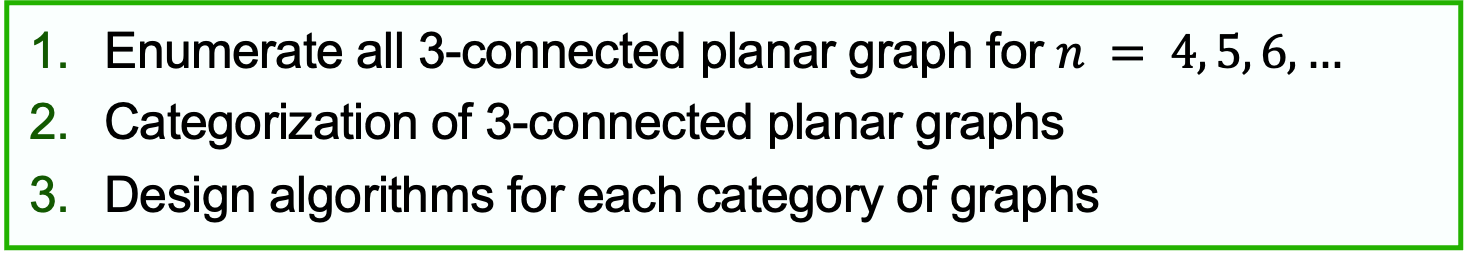 1. Enumerate all 3-connected planar graph for n = 4, 5, 6, ...
2. Categorization of 3-connected planar graphs
3. Design algorithms for each category of graphs